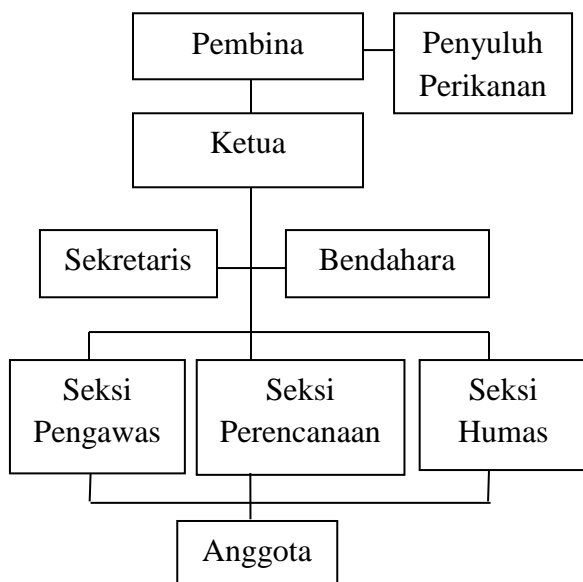 Pembina
Penyuluh
Perikanan
Ketua
Sekretaris
Bendahara
Seksi
Pengawas
Seksi
Perencanaan
Seksi
Humas
Anggota